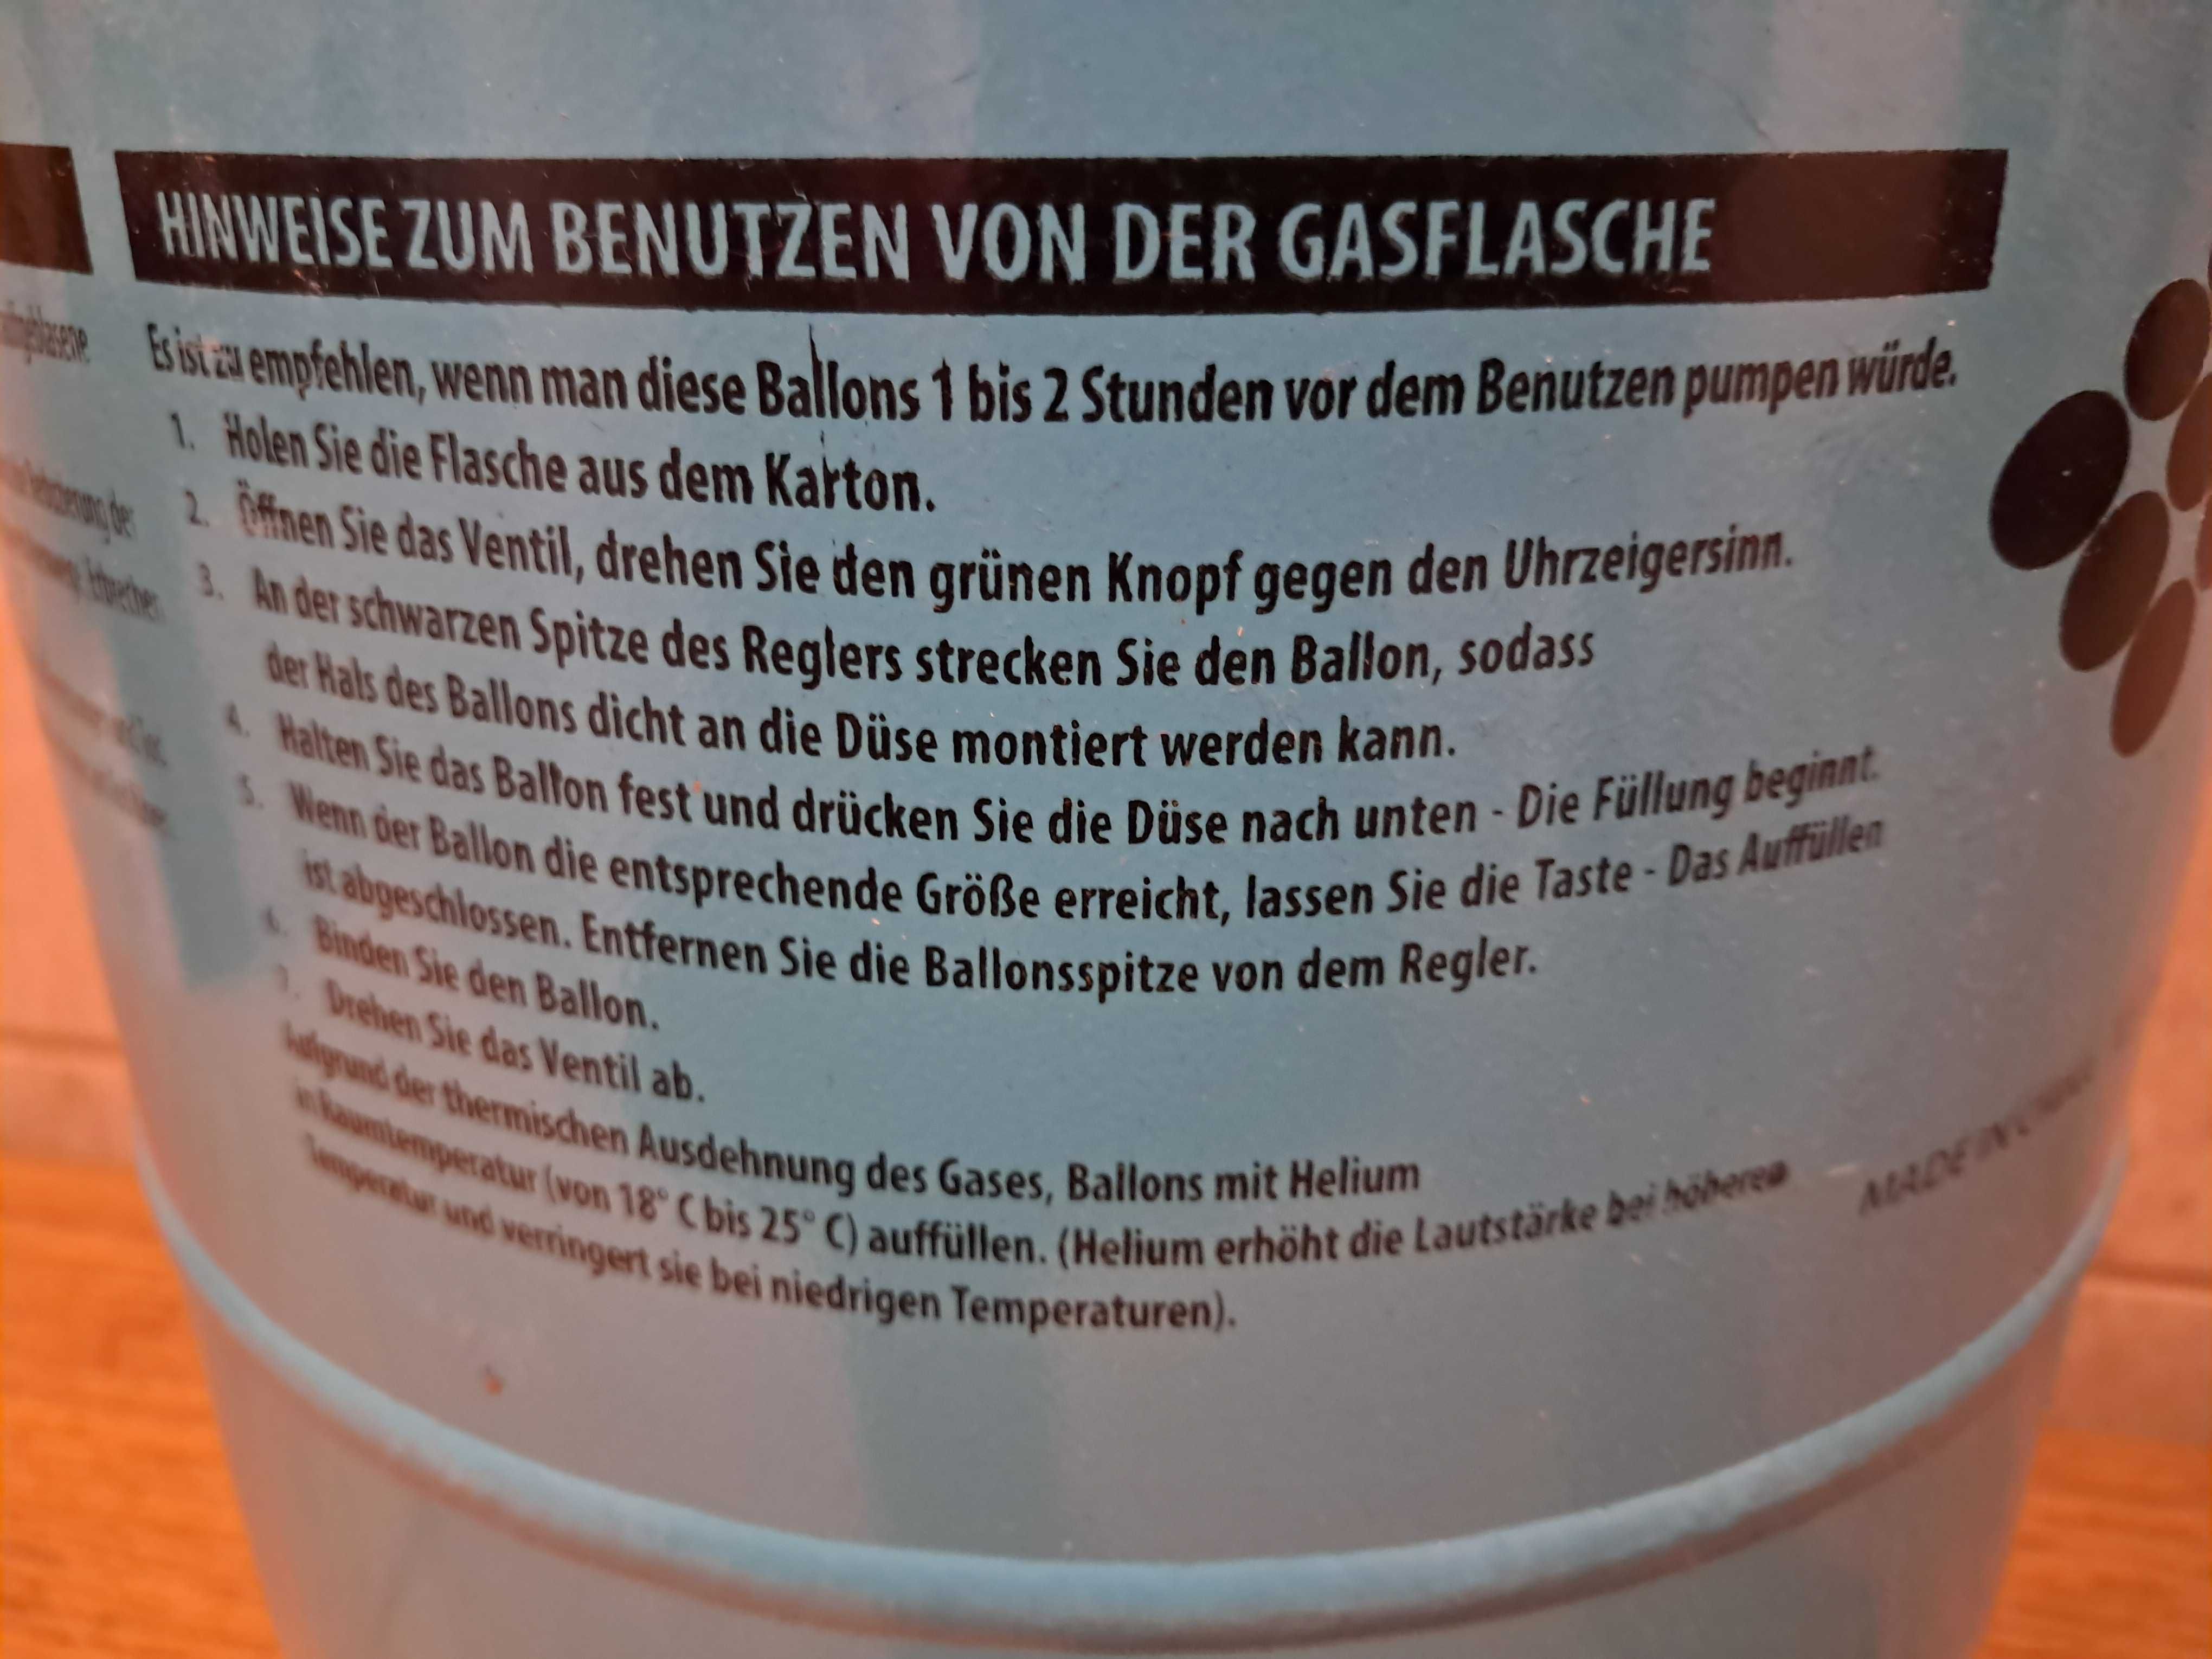 HINWEISE ZUM BENUTZEN VON DER GASFLASCHE
Es ist zu empfehlen, wenn man diese Ballons 1 bis 2 Stunden vor dem Benutzen pumpen würde.
1. Holen Sie die Flasche aus dem Karton.
2. Öffnen Sie das Ventil, drehen Sie den grünen Knopf gegen den Uhrzeigersinn.
3. An der schwarzen Spitze des Reglers strecken Sie den Ballon, sodass
der Hals des Ballons dicht an die Düse montiert werden kann.
4. Halten Sie das Ballon fest und drücken Sie die Düse nach unten - Die Füllung beginnt.
5. Wenn der Ballon die entsprechende Größe erreicht, lassen Sie die Taste - Das Auffüllen
ist abgeschlossen. Entfernen Sie die Ballonsspitze von dem Regler.
6. Binden Sie den Ballon.
7. Drehen Sie das Ventil ab.
Aufgrund der thermischen Ausdehnung des Gases, Ballons mit Helium
in Raumtemperatur (von 18° C bis 25° C) auffüllen. (Helium erhöht die Lautstärke bei höheren
Temperatur und verringert sie bei niedrigen Temperaturen).
MADE IN CHINA